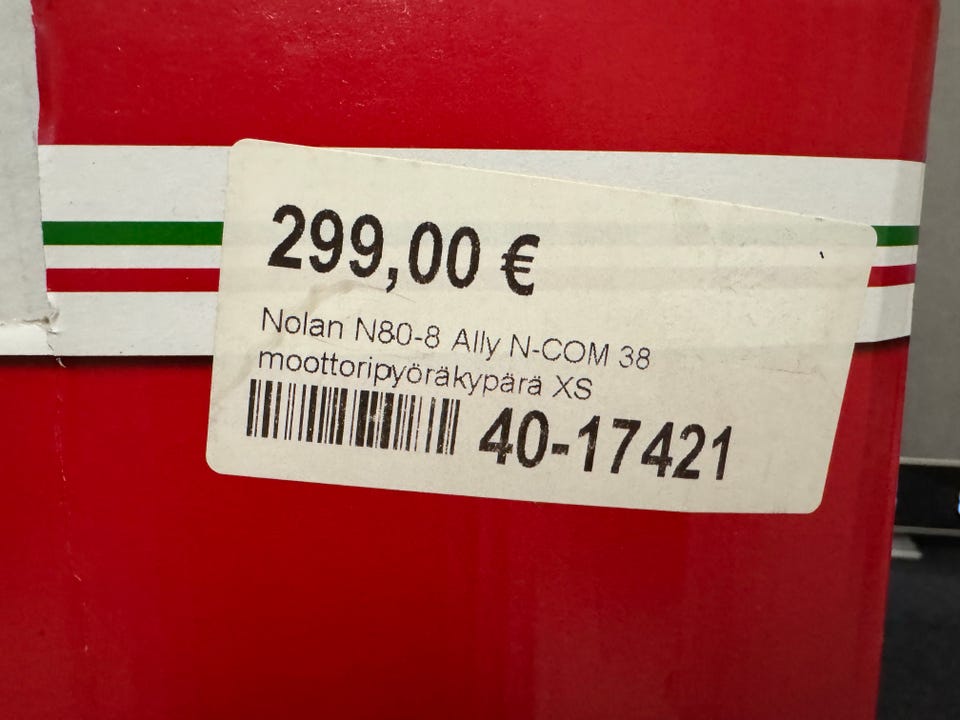 299,00 €
Nolan N80-8 Ally N-COM 38
moottoripyöräkypärä XS
40-17421